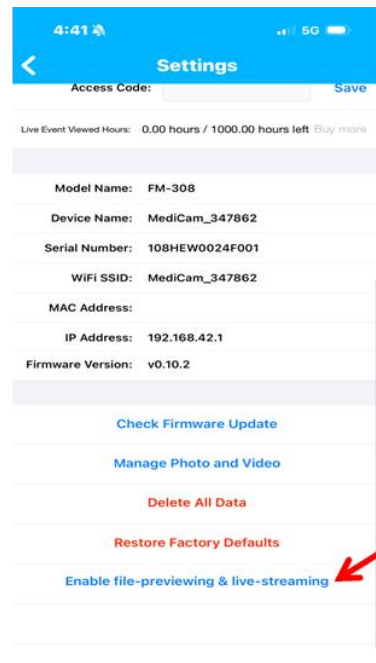 4:41 5G
Settings
Access Code: Save
Live Event Viewed Hours: 0.00 hours / 1000.00 hours left Buy more
Model Name: FM-308
Device Name: MediCam_347862
Serial Number: 108HEW0024F001
WiFi SSID: MediCam_347862
MAC Address:
IP Address: 192.168.42.1
Firmware Version: v0.10.2
Check Firmware Update
Manage Photo and Video
Delete All Data
Restore Factory Defaults
Enable file-previewing & live-streaming